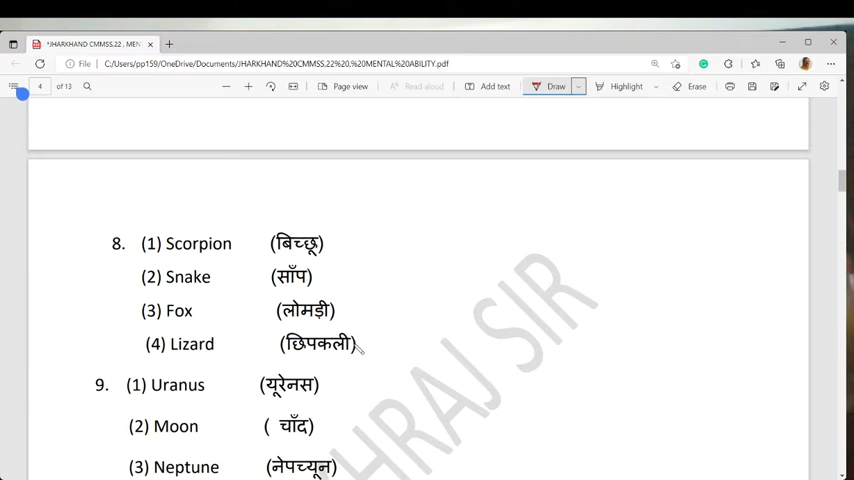 *JHARKHAND CMMSS,22 , MEN
File C:/Users/pp159/OneDrive/Documents/JHARKHAND%20CMMSS,22%20,%20MENTAL%20ABILITY.pdf
4 of 13 Page view Read aloud Add text Draw Highlight Erase
8. (1) Scorpion (बिच्छू)
(2) Snake (साँप)
(3) Fox (लोमड़ी)
(4) Lizard (छिपकली)
9. (1) Uranus (यूरेनस)
(2) Moon ( चाँद)
(3) Neptune (नेपच्यून)
HRAJ SIR